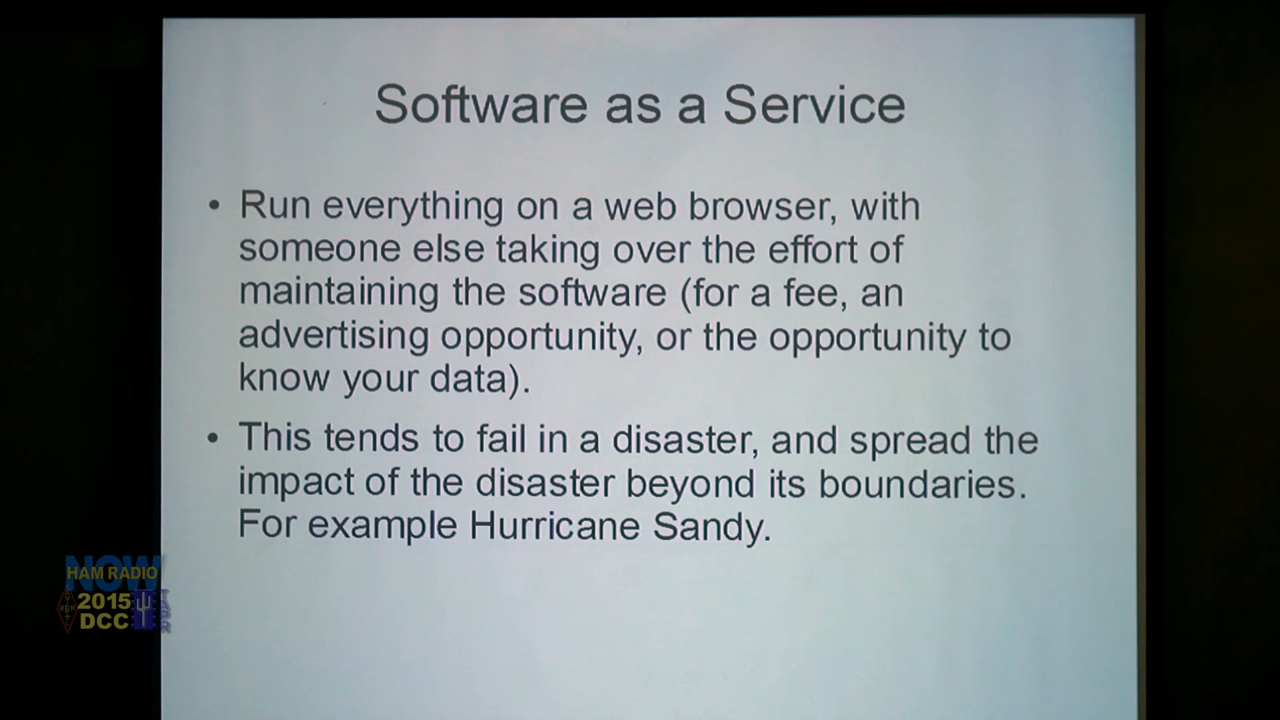 Software as a Service
• Run everything on a web browser, with
someone else taking over the effort of
maintaining the software (for a fee, an
advertising opportunity, or the opportunity to
know your data).
• This tends to fail in a disaster, and spread the
impact of the disaster beyond its boundaries.
For example Hurricane Sandy.
NOW
HAM RADIO
2015
DCC